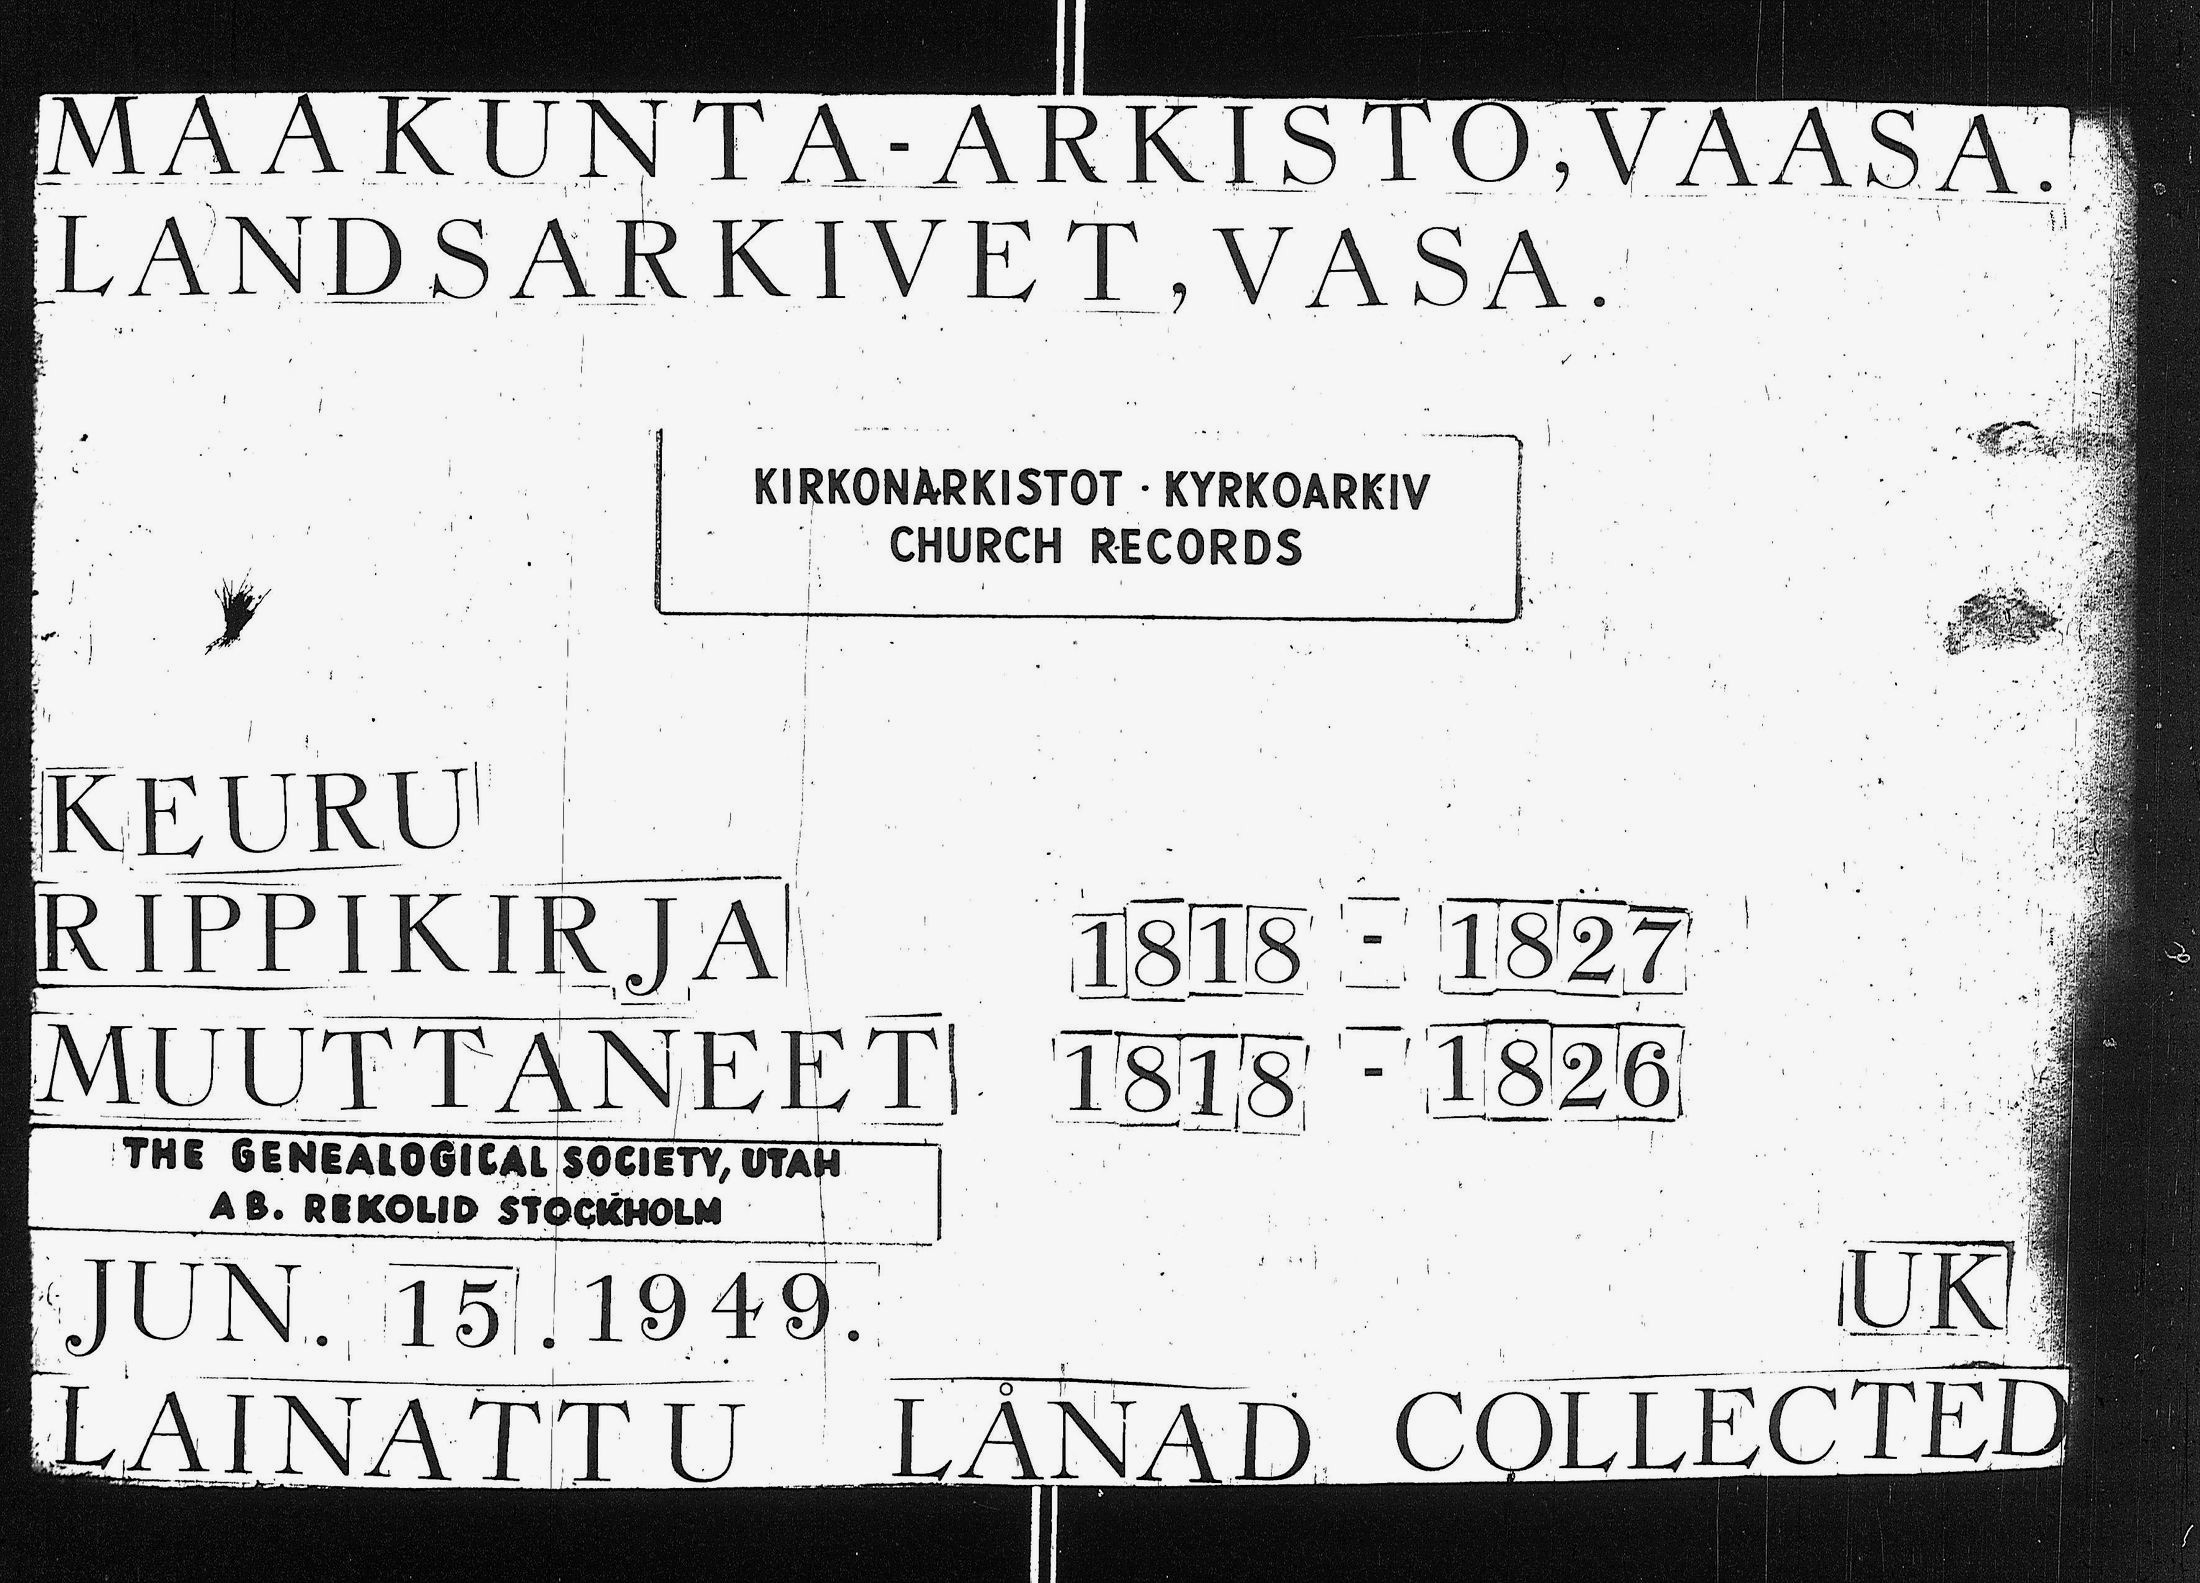 MAAKUNTA-ARKISTO, VAASA.
LANDSARKIVET, VASA.
KIRKONARKISTOT · KYRKOARKIV
CHURCH RECORDS
KEURU
RIPPIKIRJA 1818 - 1827
MUUTTANEET 1818 - 1826
THE GENEALOGICAL SOCIETY, UTAH
AB. REKOLID STOCKHOLM
JUN. 15. 1949. UK
LAINATTU LÅNAD COLLECTED